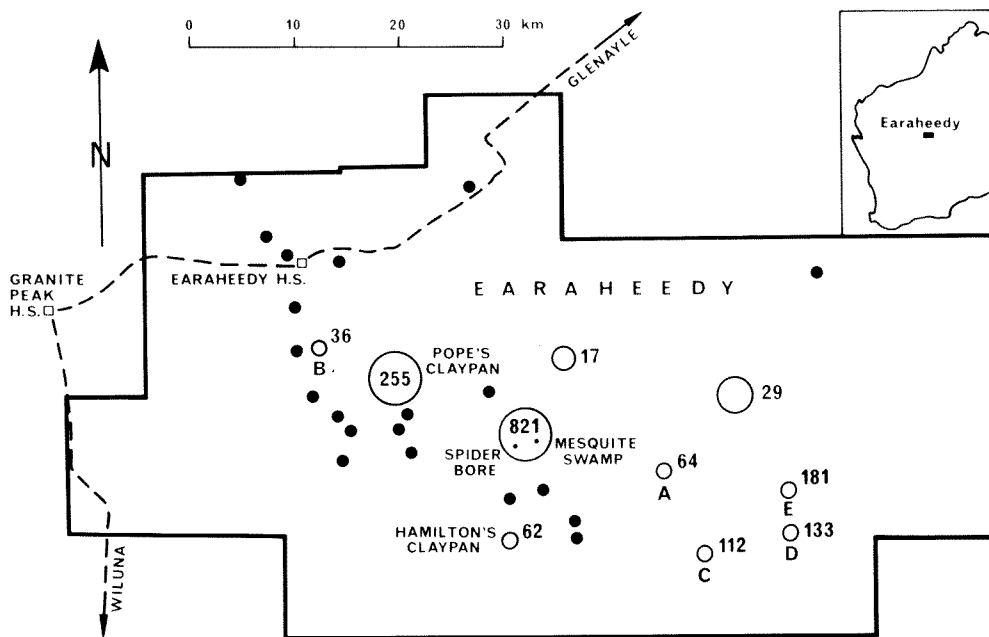 0 10 20 30 km
GLENAYLE
N
Earaheedy
GRANITE
PEAK
H.S.
EARAHEEDY H.S.
E A R A H E E D Y
36
B
POPE'S
CLAYPAN
255
17
29
821
SPIDER
BORE
MESQUITE
SWAMP
64
A
181
E
HAMILTON'S
CLAYPAN
62
112
C
133
D
WILUNA